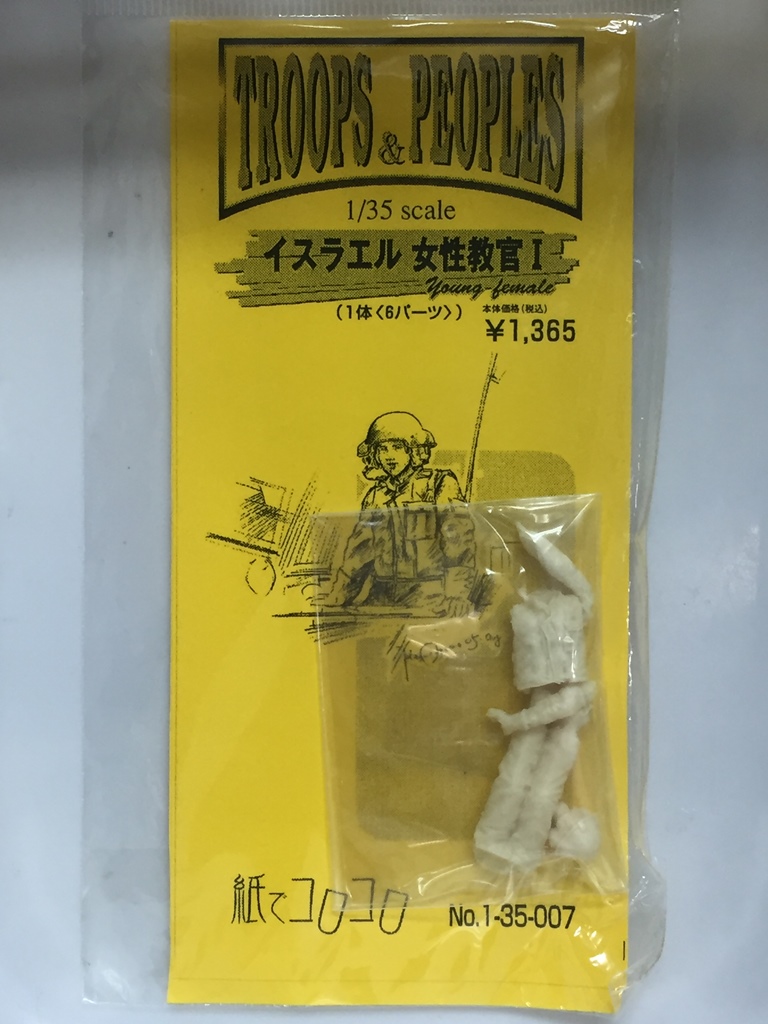 TROOPS & PEOPLES
1/35 scale
イスラエル 女性教官 I
Young-female
(1体〈6パーツ〉)
本体価格(税込)
¥1,365
紙でコロコロ
No.1-35-007